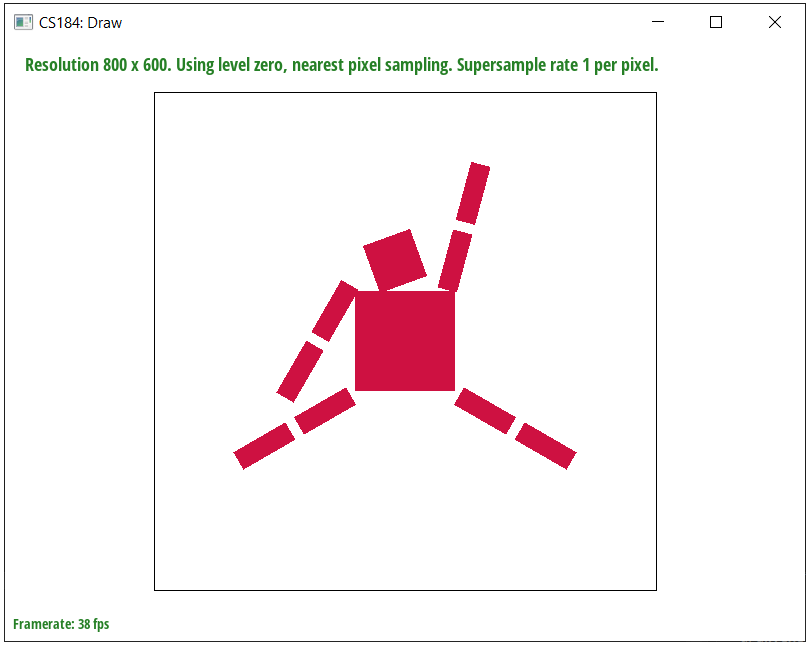 CS184: Draw
Resolution 800 x 600. Using level zero, nearest pixel sampling. Supersample rate 1 per pixel.
Framerate: 38 fps